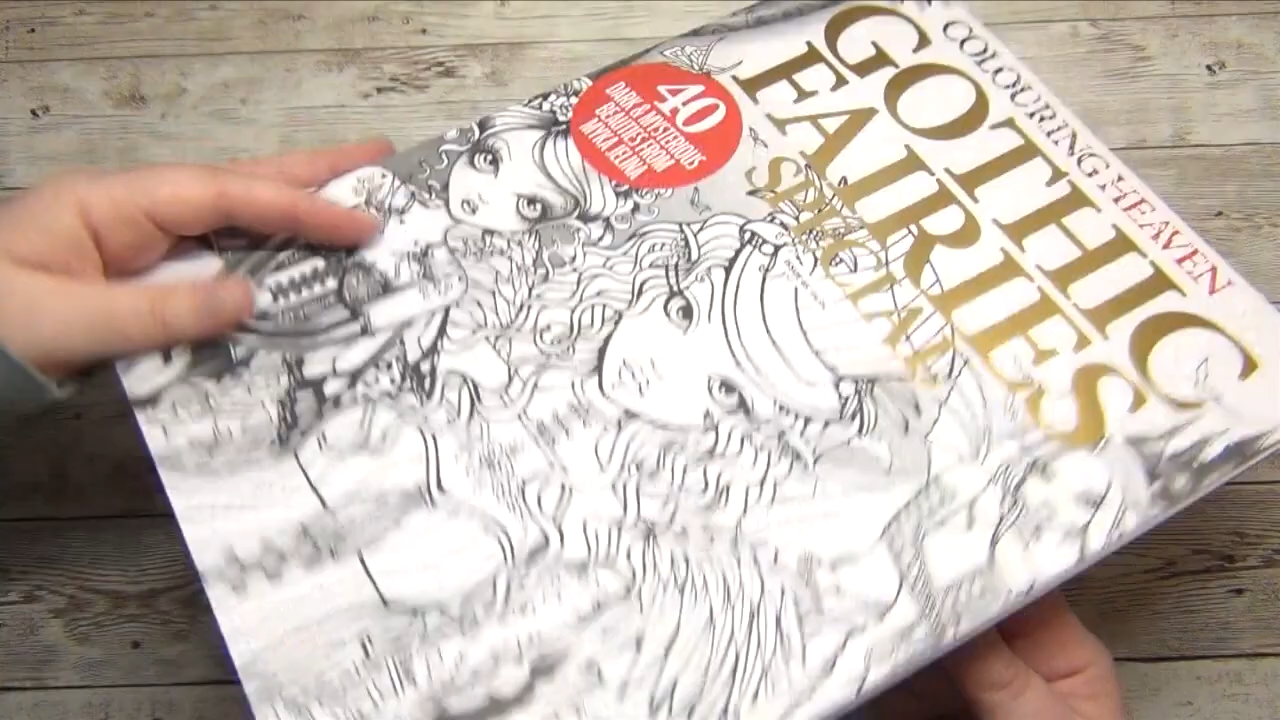 COLOURING HEAVEN
GOTHIC
FAIRIES
SPECIAL
40
DARK & MYSTERIOUS
BEAUTIES FROM
MYKA JELINA